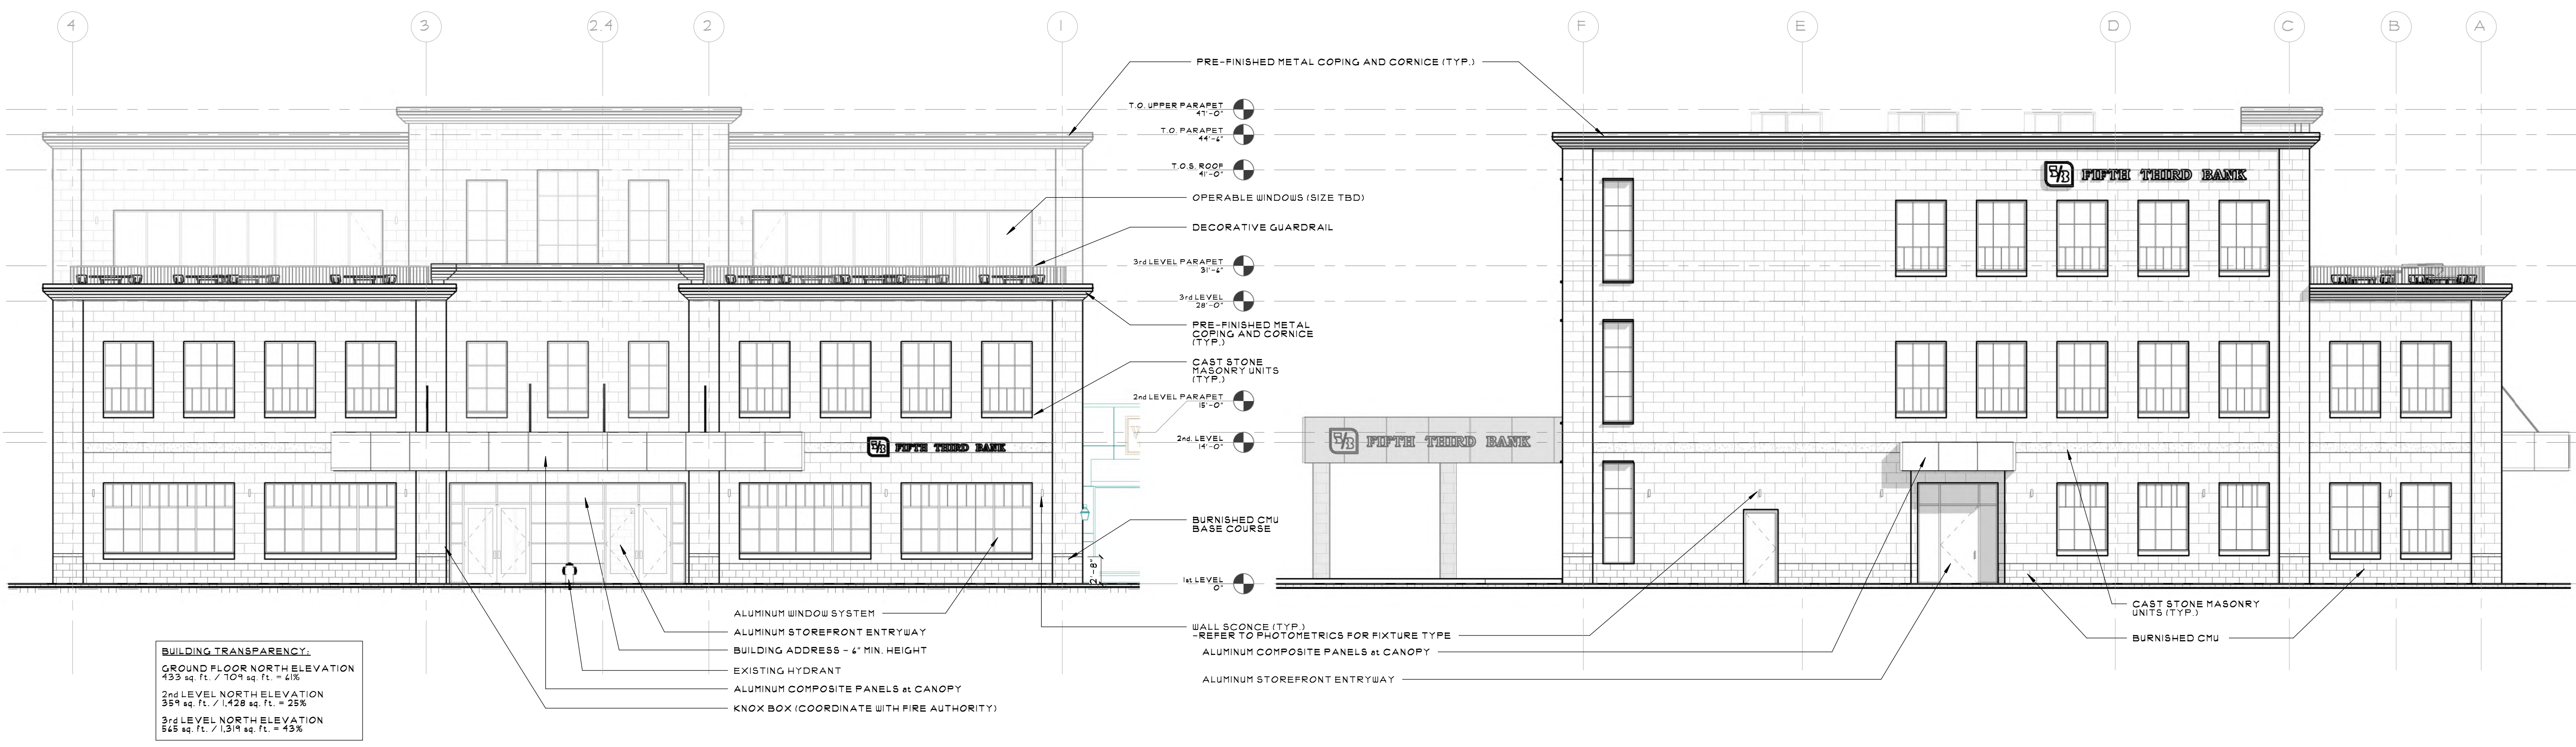 4
3
2.4
2
1
F
E
D
C
B
A
PRE-FINISHED METAL COPING AND CORNICE (TYP.)
T.O. UPPER PARAPET
47'-0"
T.O. PARAPET
44'-6"
T.O.S. ROOF
41'-0"
OPERABLE WINDOWS (SIZE TBD)
DECORATIVE GUARDRAIL
3rd LEVEL PARAPET
31'-6"
3rd LEVEL
28'-0"
PRE-FINISHED METAL
COPING AND CORNICE
(TYP.)
CAST STONE
MASONRY UNITS
(TYP.)
2nd LEVEL PARAPET
15'-0"
2nd. LEVEL
14'-0"
BURNISHED CMU
BASE COURSE
2'-8"
1st LEVEL
0"
5/3 FIFTH THIRD BANK
5/3 FIFTH THIRD BANK
5/3 FIFTH THIRD BANK
ALUMINUM WINDOW SYSTEM
ALUMINUM STOREFRONT ENTRYWAY
BUILDING ADDRESS - 6" MIN. HEIGHT
EXISTING HYDRANT
ALUMINUM COMPOSITE PANELS at CANOPY
KNOX BOX (COORDINATE WITH FIRE AUTHORITY)
WALL SCONCE (TYP.)
-REFER TO PHOTOMETRICS FOR FIXTURE TYPE
ALUMINUM COMPOSITE PANELS at CANOPY
ALUMINUM STOREFRONT ENTRYWAY
CAST STONE MASONRY
UNITS (TYP.)
BURNISHED CMU
BUILDING TRANSPARENCY:
GROUND FLOOR NORTH ELEVATION
433 sq. ft. / 709 sq. ft. = 61%
2nd LEVEL NORTH ELEVATION
359 sq. ft. / 1,428 sq. ft. = 25%
3rd LEVEL NORTH ELEVATION
565 sq. ft. / 1,319 sq. ft. = 43%